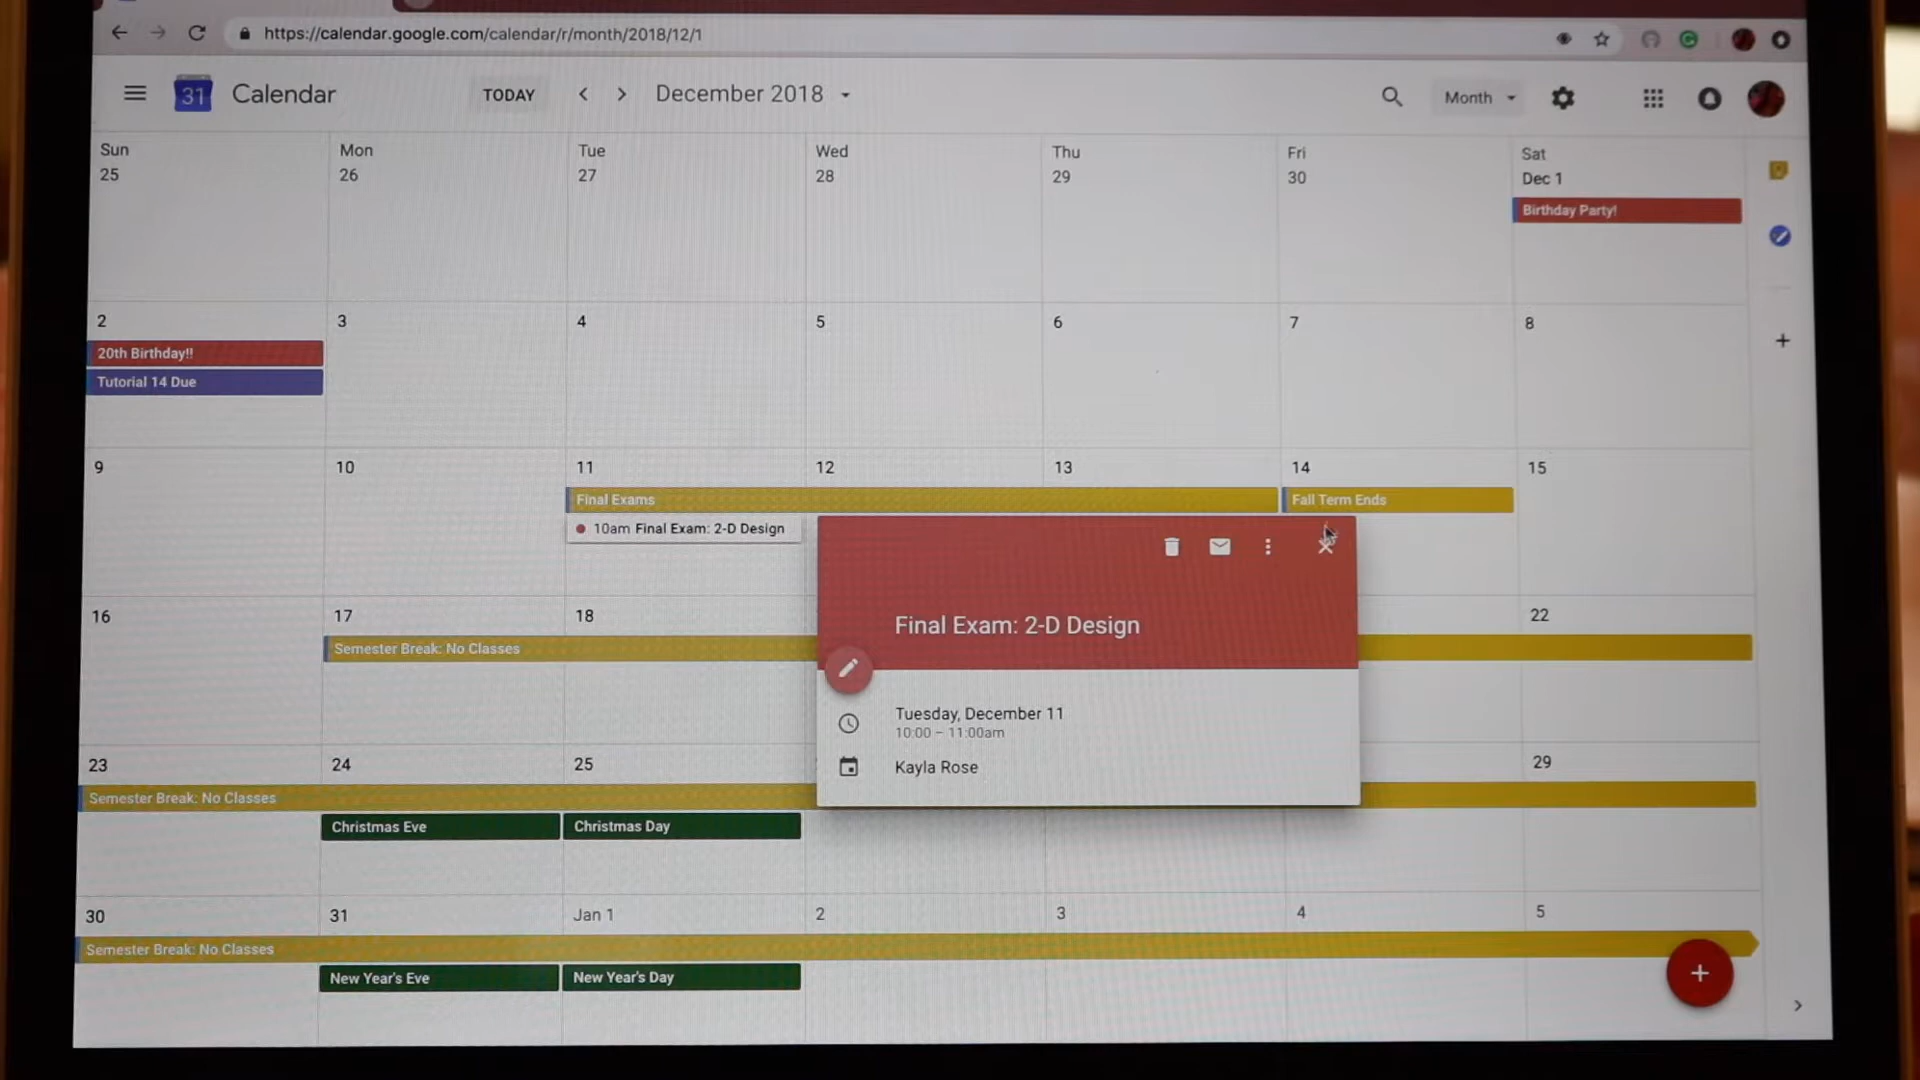 https://calendar.google.com/calendar/r/month/2018/12/1
31 Calendar TODAY December 2018 Month
Sun Mon Tue Wed Thu Fri Sat
25 26 27 28 29 30 Dec 1
Birthday Party!
2 3 4 5 6 7 8
20th Birthday!!
Tutorial 14 Due
9 10 11 12 13 14 15
Final Exams Fall Term Ends
10am Final Exam: 2-D Design
Final Exam: 2-D Design
Tuesday, December 11
10:00 – 11:00am
Kayla Rose
16 17 18 22
Semester Break: No Classes
23 24 25 29
Semester Break: No Classes
Christmas Eve Christmas Day
30 31 Jan 1 2 3 4 5
Semester Break: No Classes
New Year's Eve New Year's Day